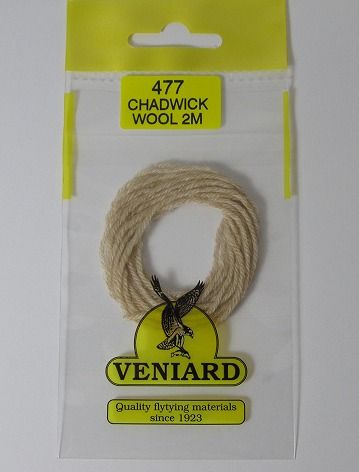 477
CHADWICK
WOOL 2M
VENIARD
Quality flytying materials
since 1923